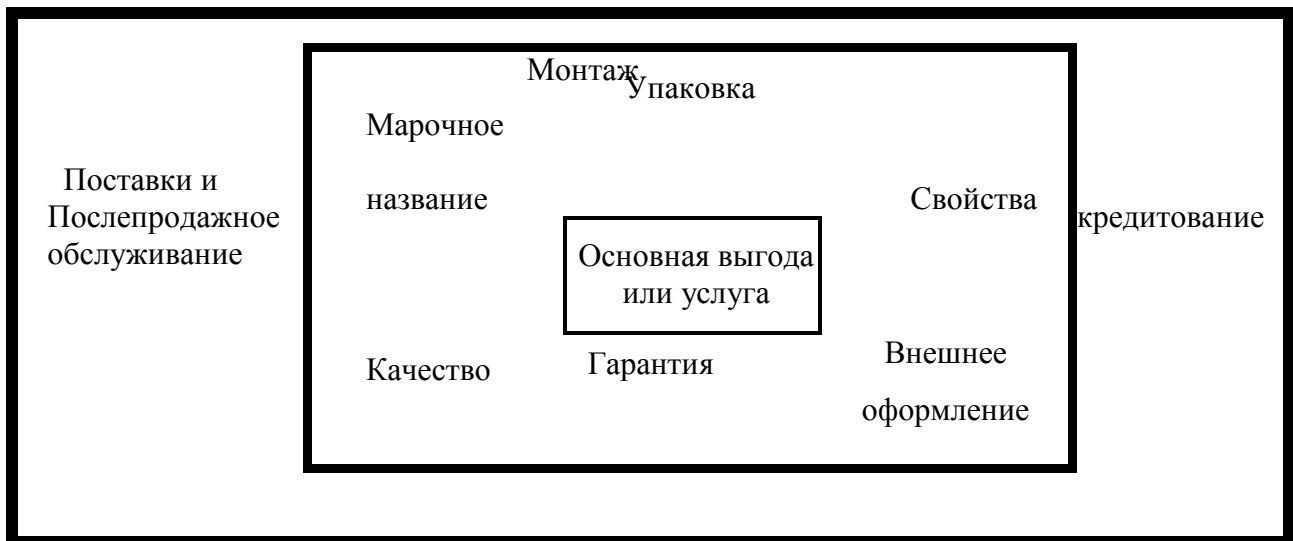 Монтаж
Упаковка
Марочное
название
Поставки и
Послепродажное
обслуживание
Свойства
кредитование
Основная выгода
или услуга
Качество
Гарантия
Внешнее
оформление